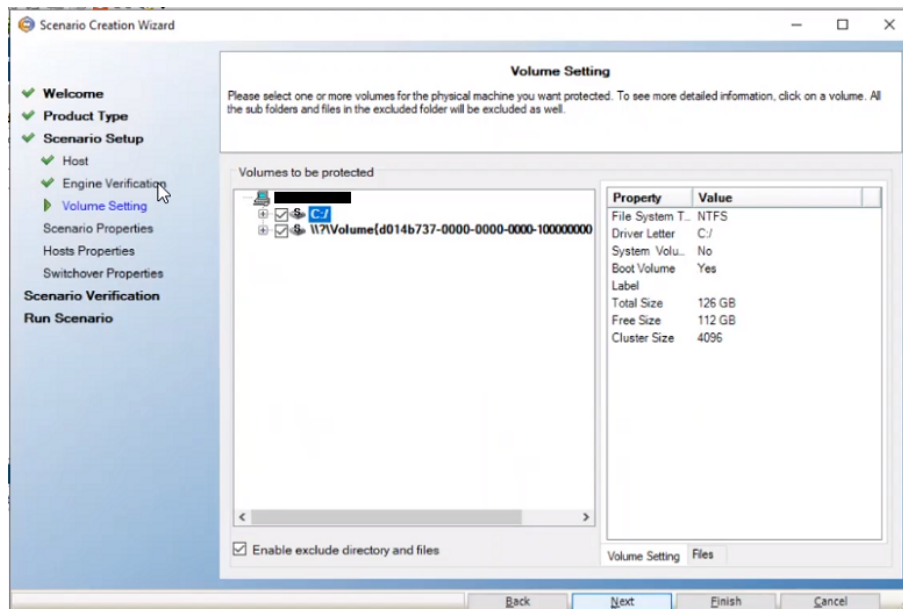 Scenario Creation Wizard
Welcome
Product Type
Scenario Setup
Host
Engine Verification
Volume Setting
Scenario Properties
Hosts Properties
Switchover Properties
Scenario Verification
Run Scenario
Volume Setting
Please select one or more volumes for the physical machine you want protected. To see more detailed information, click on a volume. All
the sub folders and files in the excluded folder will be excluded as well.
Volumes to be protected
C:/
\\?\Volume{d014b737-0000-0000-0000-100000000
Property Value
File System T... NTFS
Driver Letter C:/
System Volu... No
Boot Volume Yes
Label
Total Size 126 GB
Free Size 112 GB
Cluster Size 4096
Enable exclude directory and files
Volume Setting Files
Back Next Finish Cancel